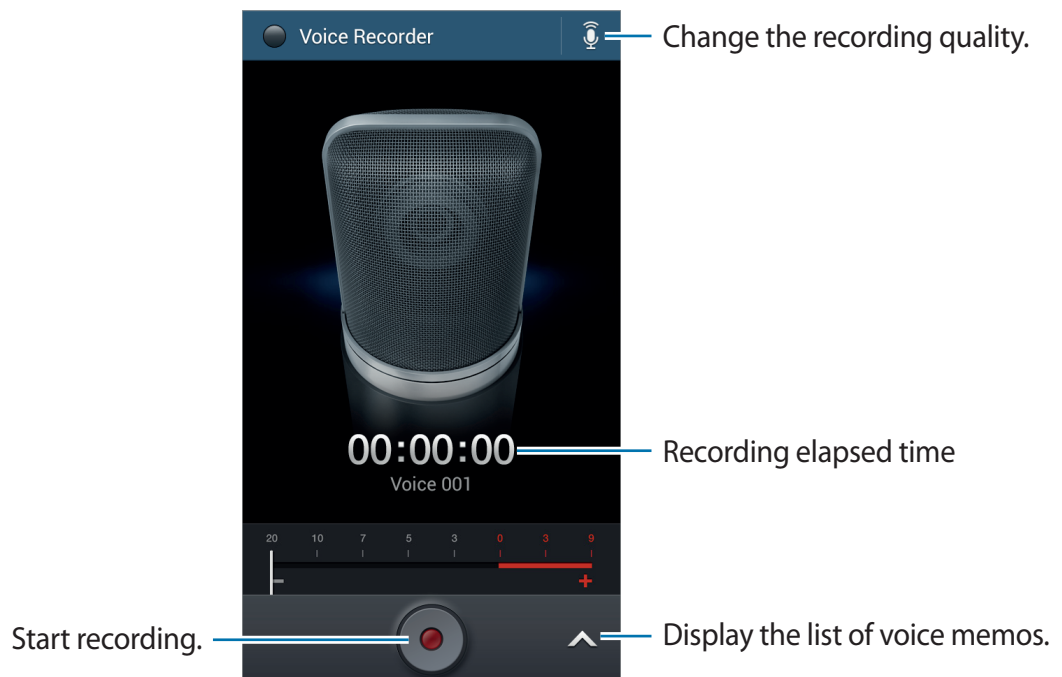 Voice Recorder
Change the recording quality.
00:00:00
Recording elapsed time
Voice 001
20 10 7 5 3 0 3 9
- +
Start recording.
Display the list of voice memos.